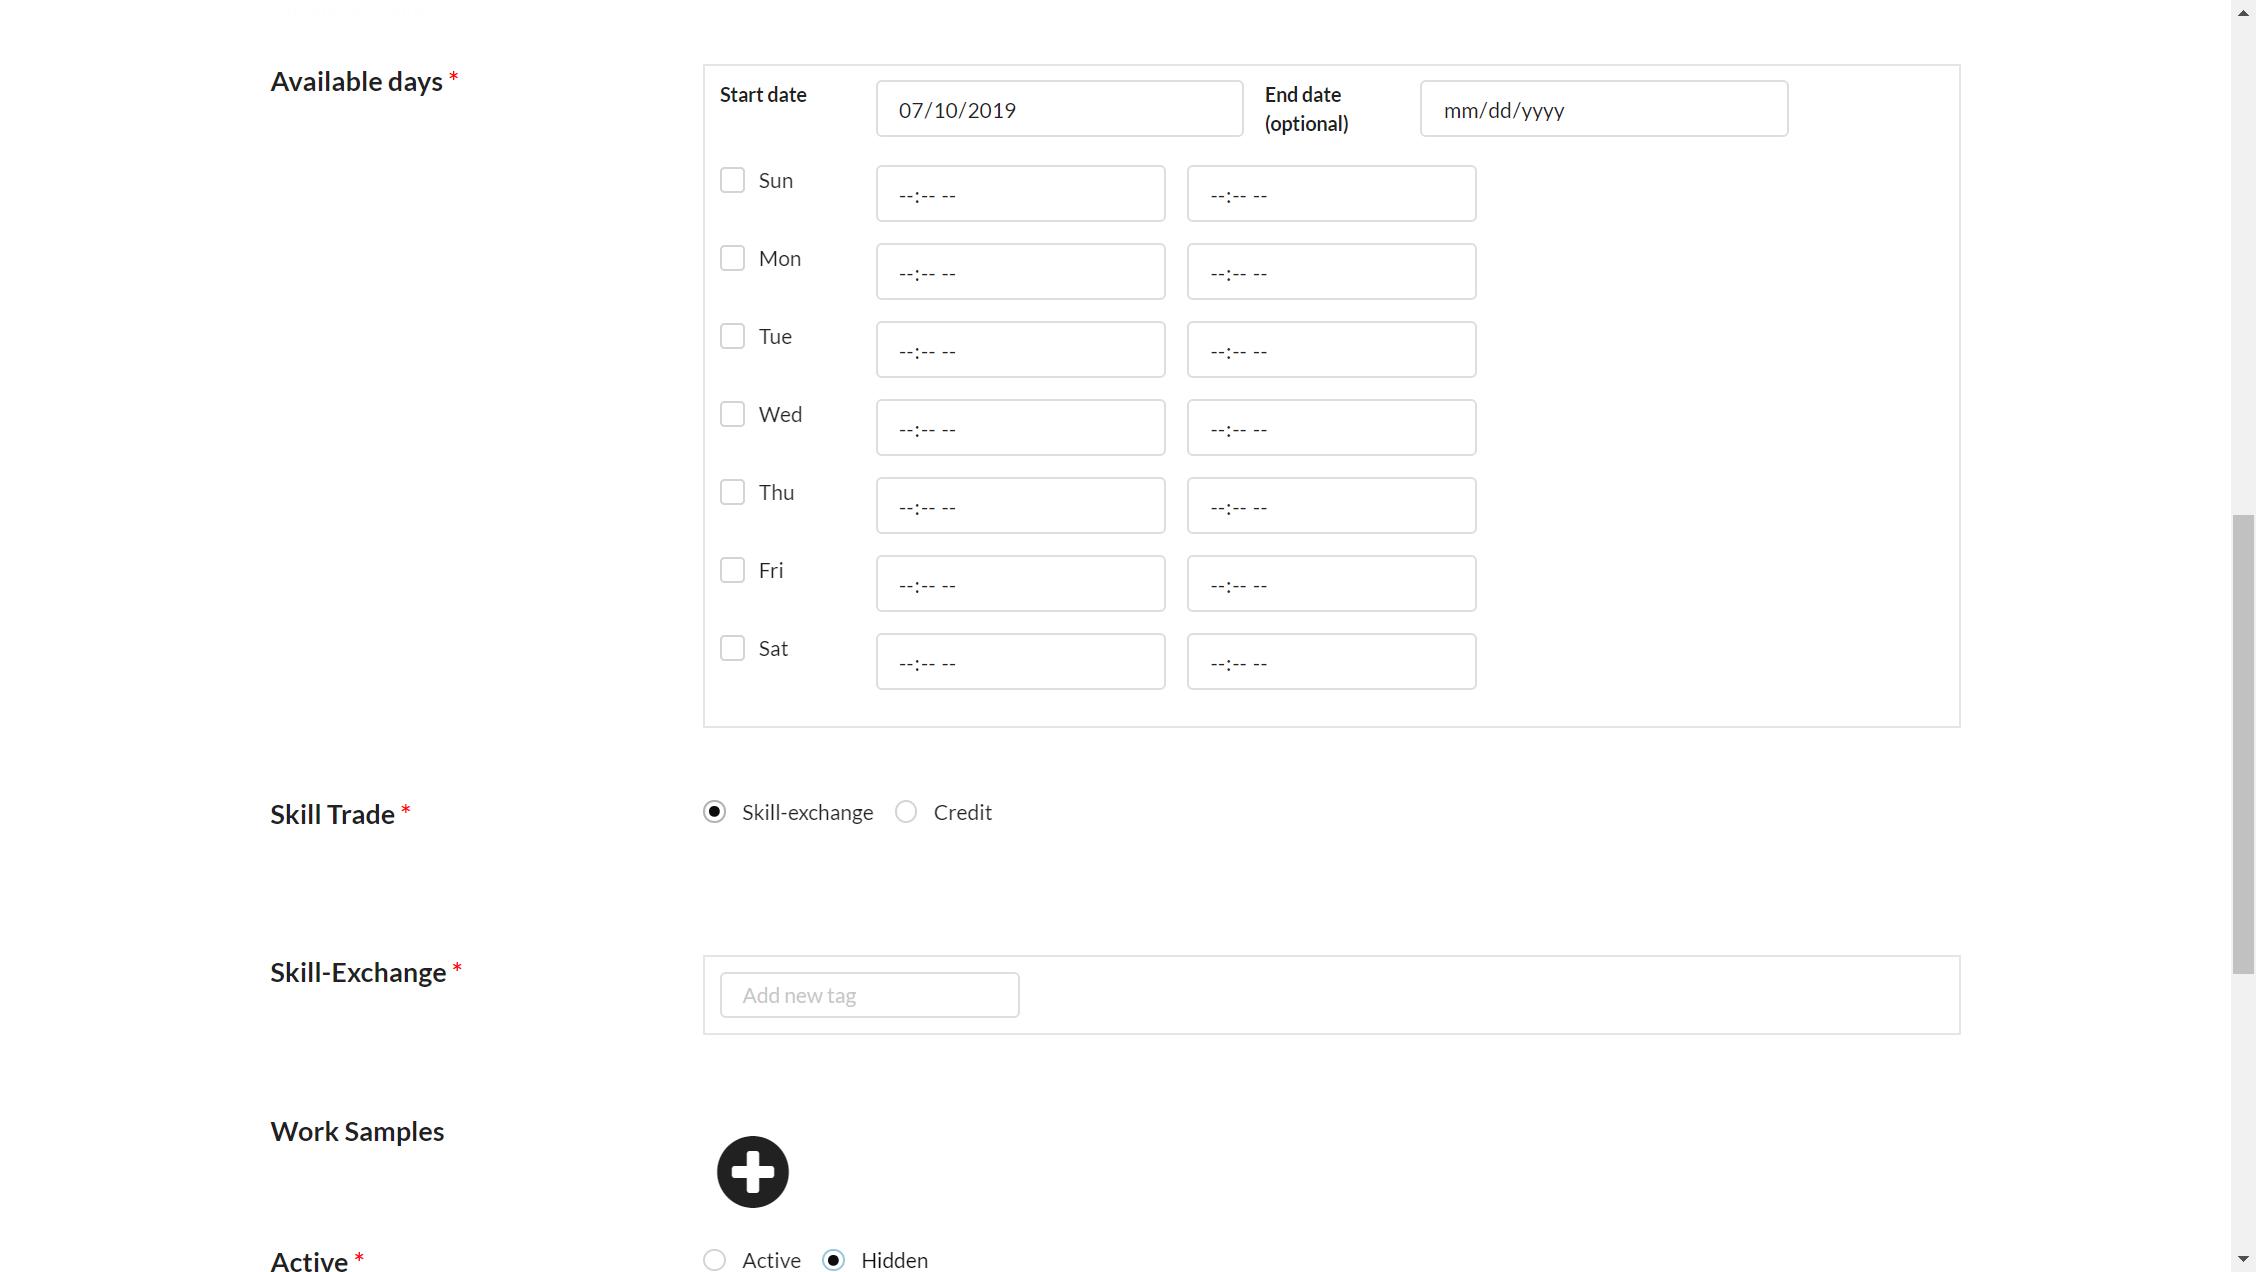 Available days *
Start date 07/10/2019 End date (optional) mm/dd/yyyy
Sun --:-- -- --:-- --
Mon --:-- -- --:-- --
Tue --:-- -- --:-- --
Wed --:-- -- --:-- --
Thu --:-- -- --:-- --
Fri --:-- -- --:-- --
Sat --:-- -- --:-- --
Skill Trade * Skill-exchange Credit
Skill-Exchange * Add new tag
Work Samples
Active * Active Hidden